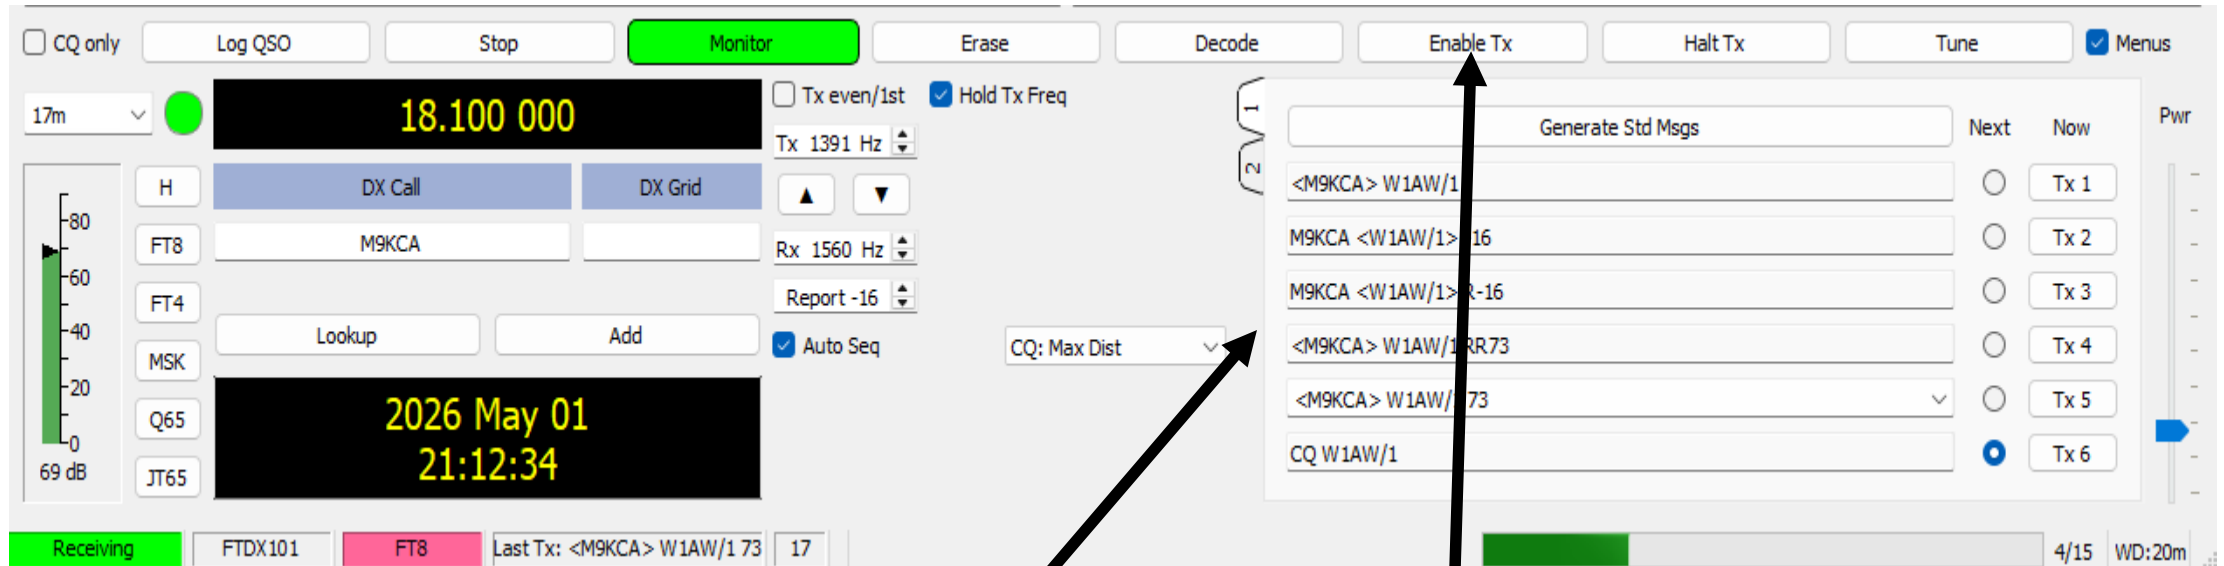 CQ only
Log QSO
Stop
Monitor
Erase
Decode
Enable Tx
Halt Tx
Tune
Menus
17m
18.100 000
Tx even/1st
Hold Tx Freq
Tx 1391 Hz
1
2
Generate Std Msgs
Next
Now
Pwr
H
DX Call
DX Grid
<M9KCA> W1AW/1
Tx 1
-80
FT8
M9KCA
Rx 1560 Hz
M9KCA <W1AW/1> 16
Tx 2
-60
FT4
Report -16
M9KCA <W1AW/1> R-16
Tx 3
-40
Lookup
Add
Auto Seq
CQ: Max Dist
<M9KCA> W1AW/1 RR73
Tx 4
MSK
-20
2026 May 01
<M9KCA> W1AW/ 73
Tx 5
Q65
-0
21:12:34
CQ W1AW/1
Tx 6
69 dB
JT65
Receiving
FTDX101
FT8
Last Tx: <M9KCA> W1AW/1 73
17
4/15
WD:20m